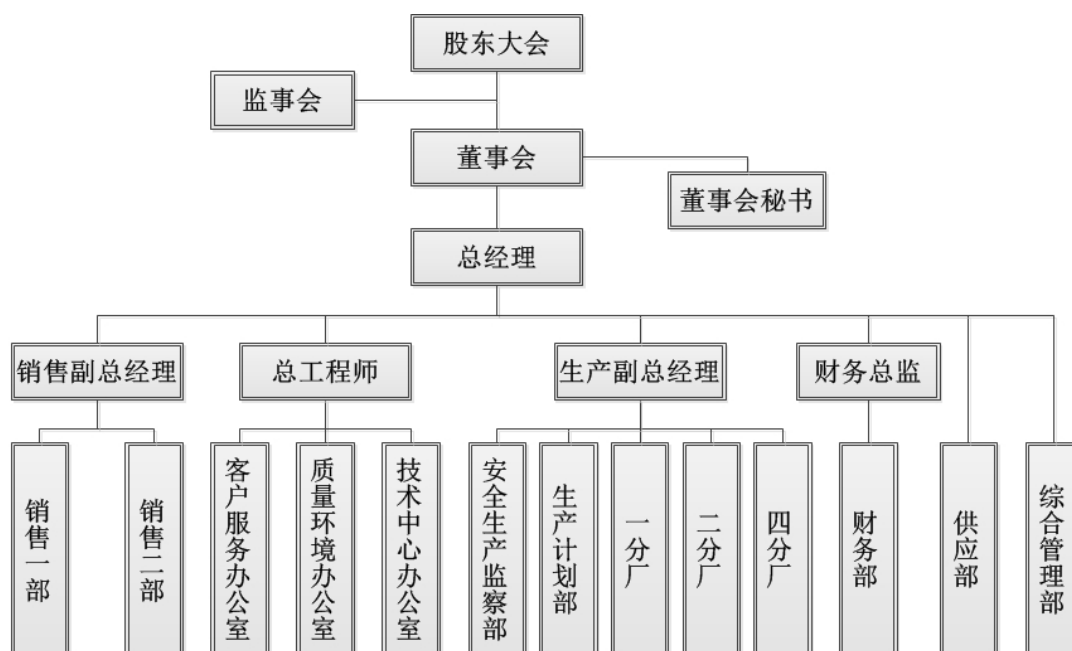 股东大会
监事会
董事会
董事会秘书
总经理
销售副总经理
总工程师
生产副总经理
财务总监
销售一部
销售二部
客户服务办公室
质量环境办公室
技术中心办公室
安全生产监察部
生产计划部
一分厂
二分厂
四分厂
财务部
供应部
综合管理部